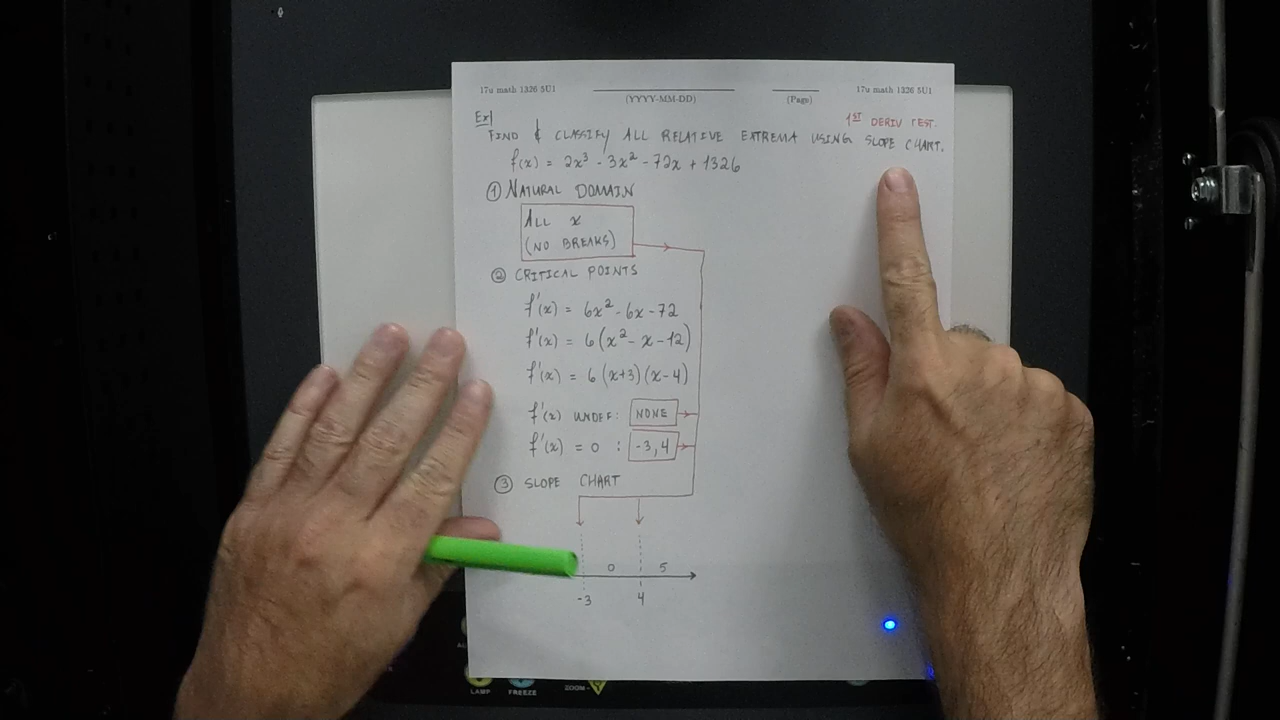 17u math 1326 5U1 (YYYY-MM-DD) (Page) 17u math 1326 5U1
Ex1
1ST DERIV TEST.
FIND & CLASSIFY ALL RELATIVE EXTREMA USING SLOPE CHART.
f(x) = 2x³ - 3x² - 72x + 1326
① NATURAL DOMAIN
ALL x
(NO BREAKS)
② CRITICAL POINTS
f'(x) = 6x² - 6x - 72
f'(x) = 6(x² - x - 12)
f'(x) = 6(x+3)(x-4)
f'(x) UNDEF: NONE
f'(x) = 0 : -3, 4
③ SLOPE CHART
0 5
-3 4
LAMP FREEZE ZOOM-